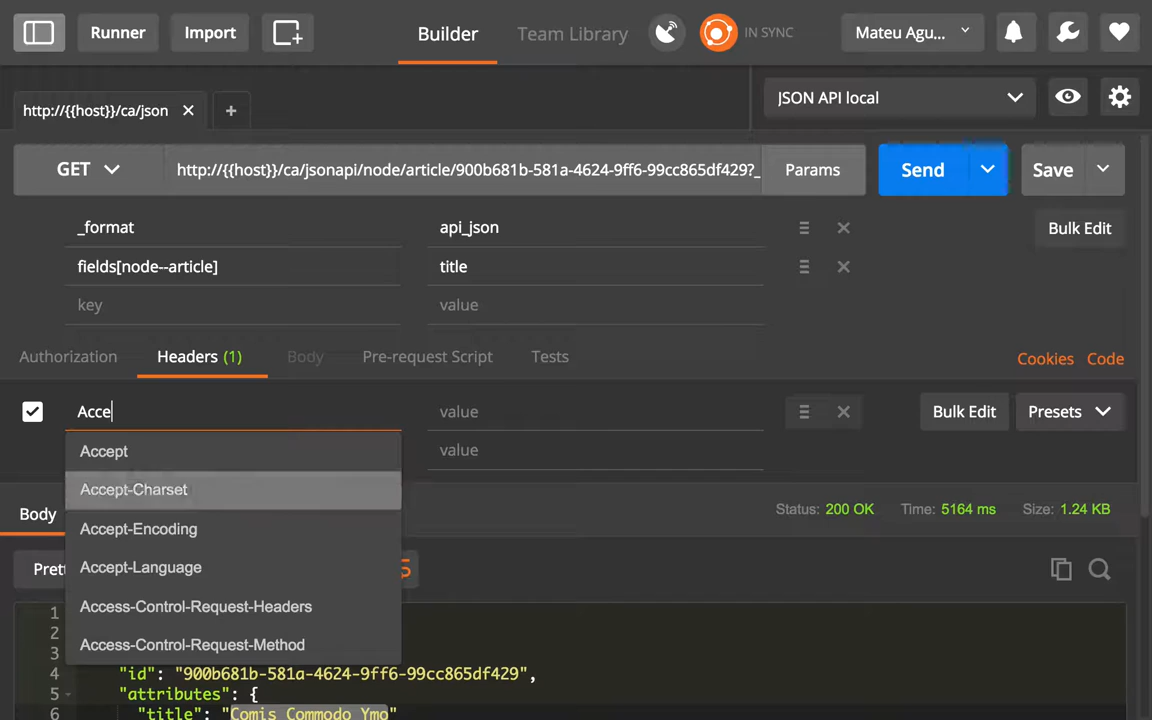 Runner
Import
Builder
Team Library
IN SYNC
Mateu Agu...
http://{{host}}/ca/json
JSON API local
GET
http://{{host}}/ca/jsonapi/node/article/900b681b-581a-4624-9ff6-99cc865df429?_
Params
Send
Save
_format
api_json
Bulk Edit
fields[node--article]
title
key
value
Authorization
Headers (1)
Body
Pre-request Script
Tests
Cookies
Code
Acce
value
Bulk Edit
Presets
Accept
value
Accept-Charset
Body
Status: 200 OK
Time: 5164 ms
Size: 1.24 KB
Accept-Encoding
Accept-Language
Access-Control-Request-Headers
Access-Control-Request-Method
1
2
3
4 "id": "900b681b-581a-4624-9ff6-99cc865df429",
5 "attributes": {
6 "title": "Comis Commodo Ymo"